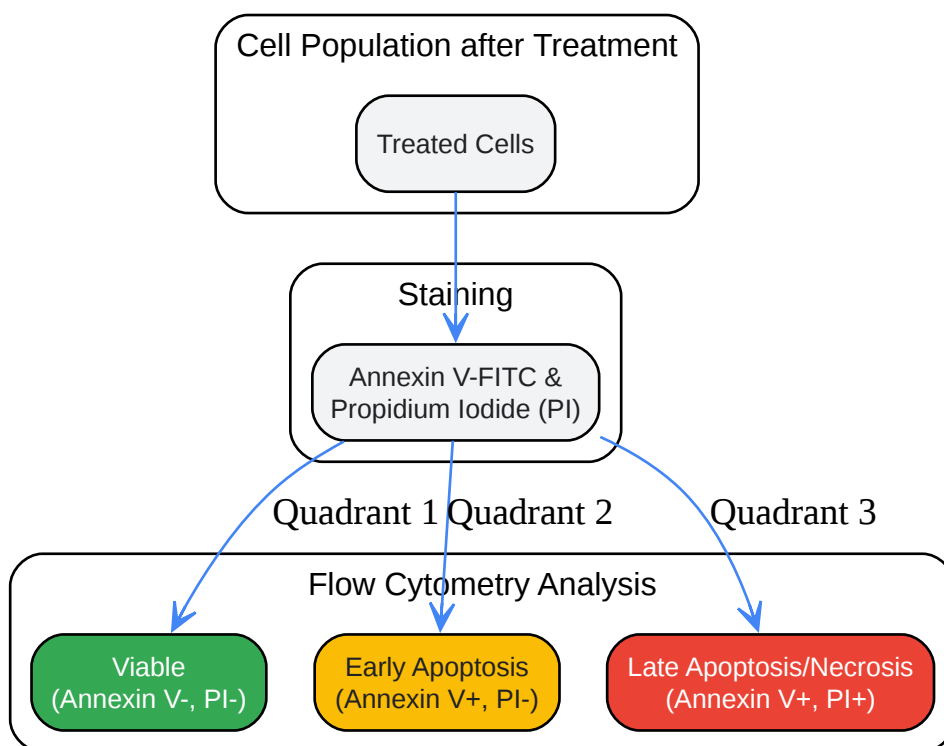 Cell Population after Treatment
Treated Cells
Staining
Annexin V-FITC &
Propidium Iodide (PI)
Quadrant 1
Quadrant 2
Quadrant 3
Flow Cytometry Analysis
Viable
(Annexin V-, PI-)
Early Apoptosis
(Annexin V+, PI-)
Late Apoptosis/Necrosis
(Annexin V+, PI+)